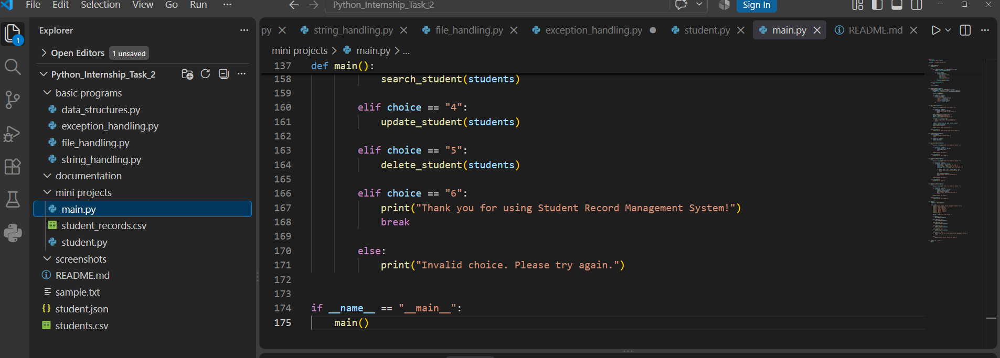 File Edit Selection View Go Run ···
Python_Internship_Task_2
Sign In
Explorer
1
Open Editors 1 unsaved
Python_Internship_Task_2
basic programs
data_structures.py
exception_handling.py
file_handling.py
string_handling.py
documentation
mini projects
main.py
student_records.csv
student.py
screenshots
README.md
sample.txt
{} student.json
students.csv
py string_handling.py file_handling.py exception_handling.py student.py main.py README.md
mini projects > main.py > ...
137 def main():
158 search_student(students)
159
160 elif choice == "4":
161 update_student(students)
162
163 elif choice == "5":
164 delete_student(students)
165
166 elif choice == "6":
167 print("Thank you for using Student Record Management System!")
168 break
169
170 else:
171 print("Invalid choice. Please try again.")
172
173
174 if __name__ == "__main__":
175 main()